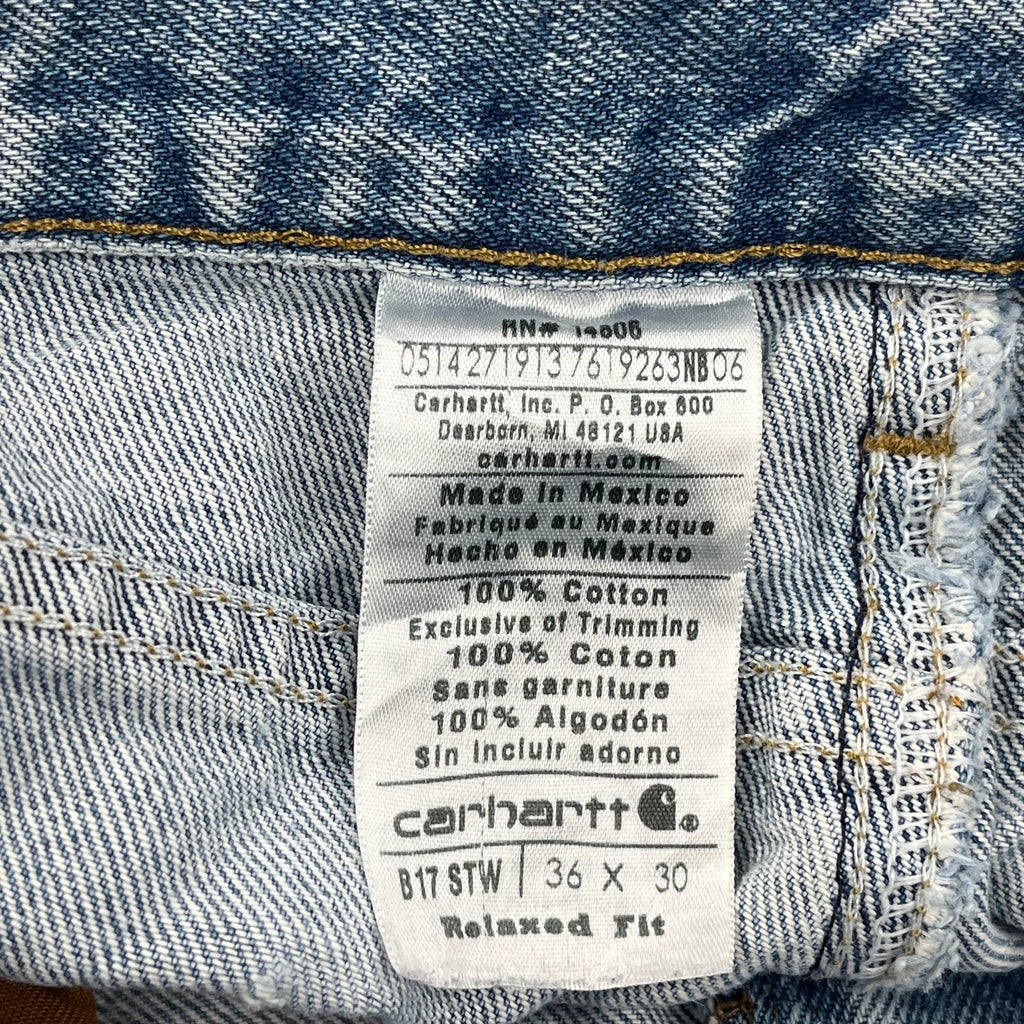 RN# 14806
05142719137619263NB06
Carhartt, Inc. P. O. Box 600
Dearborn, MI 48121 USA
carhartt.com
Made in Mexico
Fabriqué au Mexique
Hecho en México
100% Cotton
Exclusive of Trimming
100% Coton
Sans garniture
100% Algodón
Sin incluir adorno
carhartt ®
B17 STW | 36 X 30
Relaxed Fit